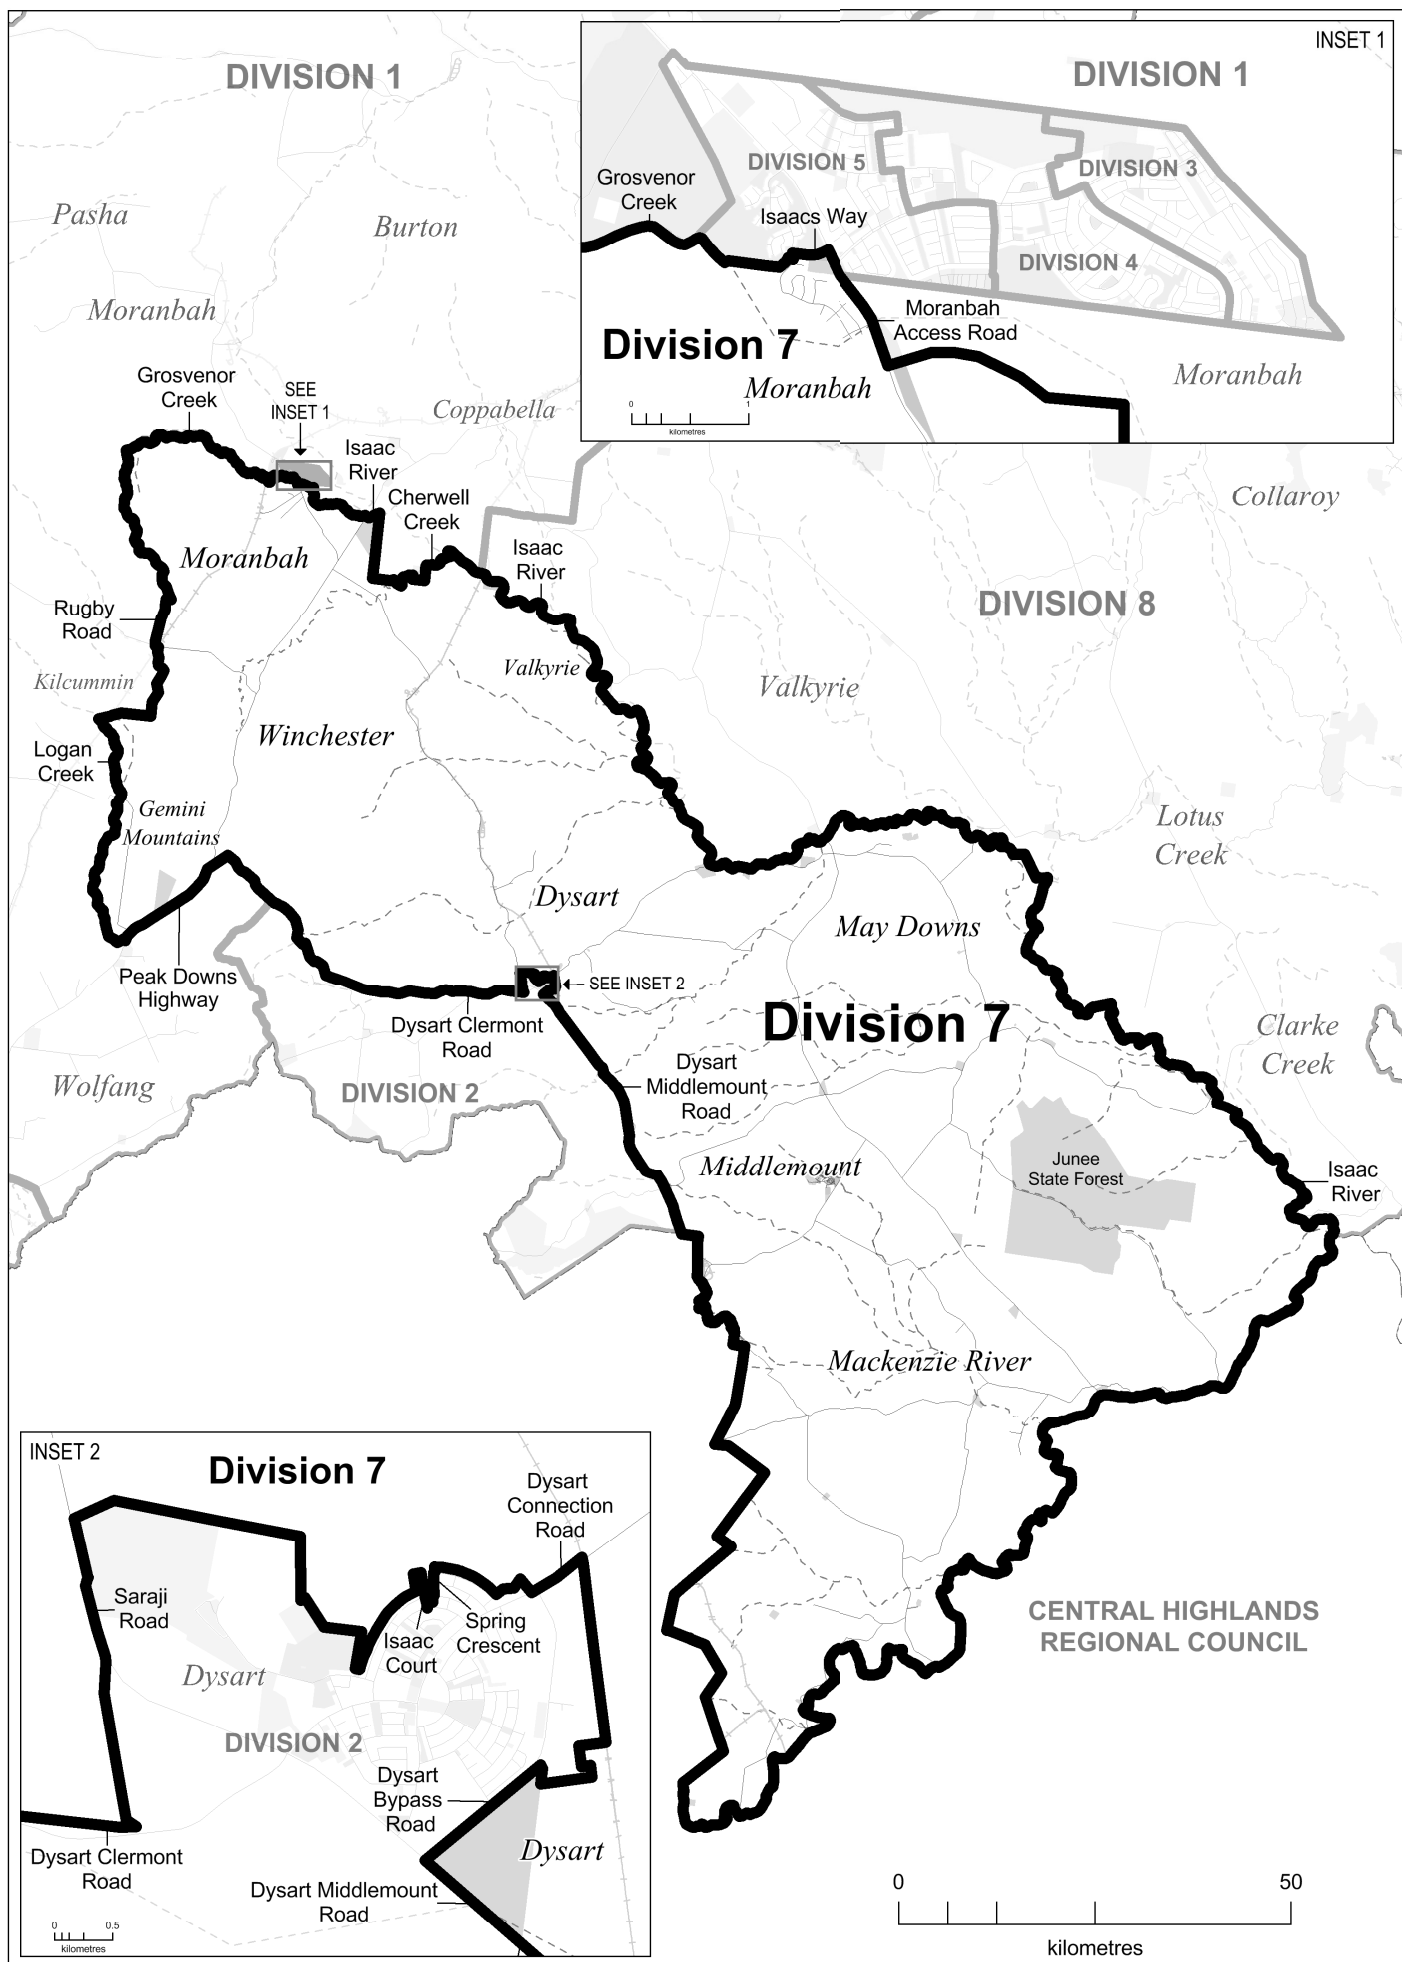 INSET 1
DIVISION 1
DIVISION 1
DIVISION 5
DIVISION 3
Grosvenor
Creek
Isaacs Way
DIVISION 4
Moranbah
Access Road
Division 7
Moranbah
Moranbah
0
1
kilometres
Pasha
Burton
Moranbah
Grosvenor
Creek
SEE
INSET 1
Coppabella
Isaac
River
Cherwell
Creek
Collaroy
Isaac
River
Moranbah
Rugby
Road
DIVISION 8
Kilcummin
Valkyrie
Valkyrie
Winchester
Logan
Creek
Gemini
Mountains
Lotus
Creek
Dysart
May Downs
Peak Downs
Highway
SEE INSET 2
Dysart Clermont
Road
Division 7
Clarke
Creek
Wolfang
DIVISION 2
Dysart
Middlemount
Road
Middlemount
Junee
State Forest
Isaac
River
Mackenzie River
CENTRAL HIGHLANDS
REGIONAL COUNCIL
INSET 2
Division 7
Dysart
Connection
Road
Saraji
Road
Isaac
Court
Spring
Crescent
Dysart
DIVISION 2
Dysart
Bypass
Road
Dysart
Dysart Clermont
Road
Dysart Middlemount
Road
0
0.5
kilometres
0
50
kilometres